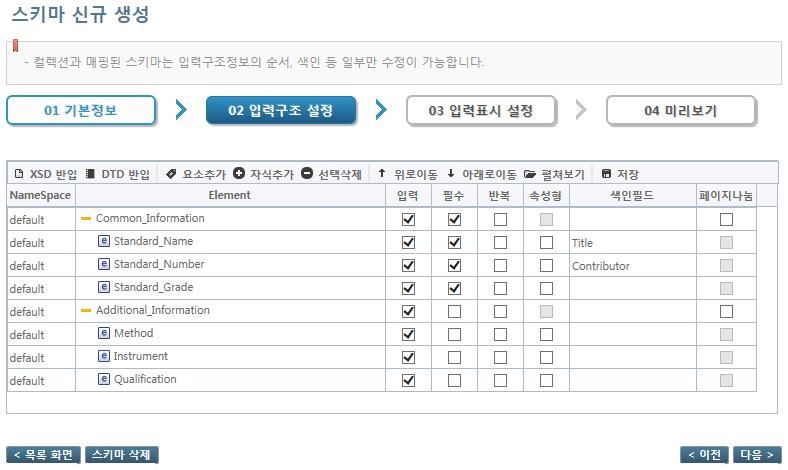 스키마 신규 생성
- 컬렉션과 매핑된 스키마는 입력구조정보의 순서, 색인 등 일부만 수정이 가능합니다.
01 기본정보 02 입력구조 설정 03 입력표시 설정 04 미리보기
XSD 반입 DTD 반입 요소추가 자식추가 선택삭제 위로이동 아래로이동 펼쳐보기 저장
NameSpace Element 입력 필수 반복 속성형 색인필드 페이지나눔
default Common_Information
default Standard_Name Title
default Standard_Number Contributor
default Standard_Grade
default Additional_Information
default Method
default Instrument
default Qualification
< 목록 화면 스키마 삭제 < 이전 다음 >